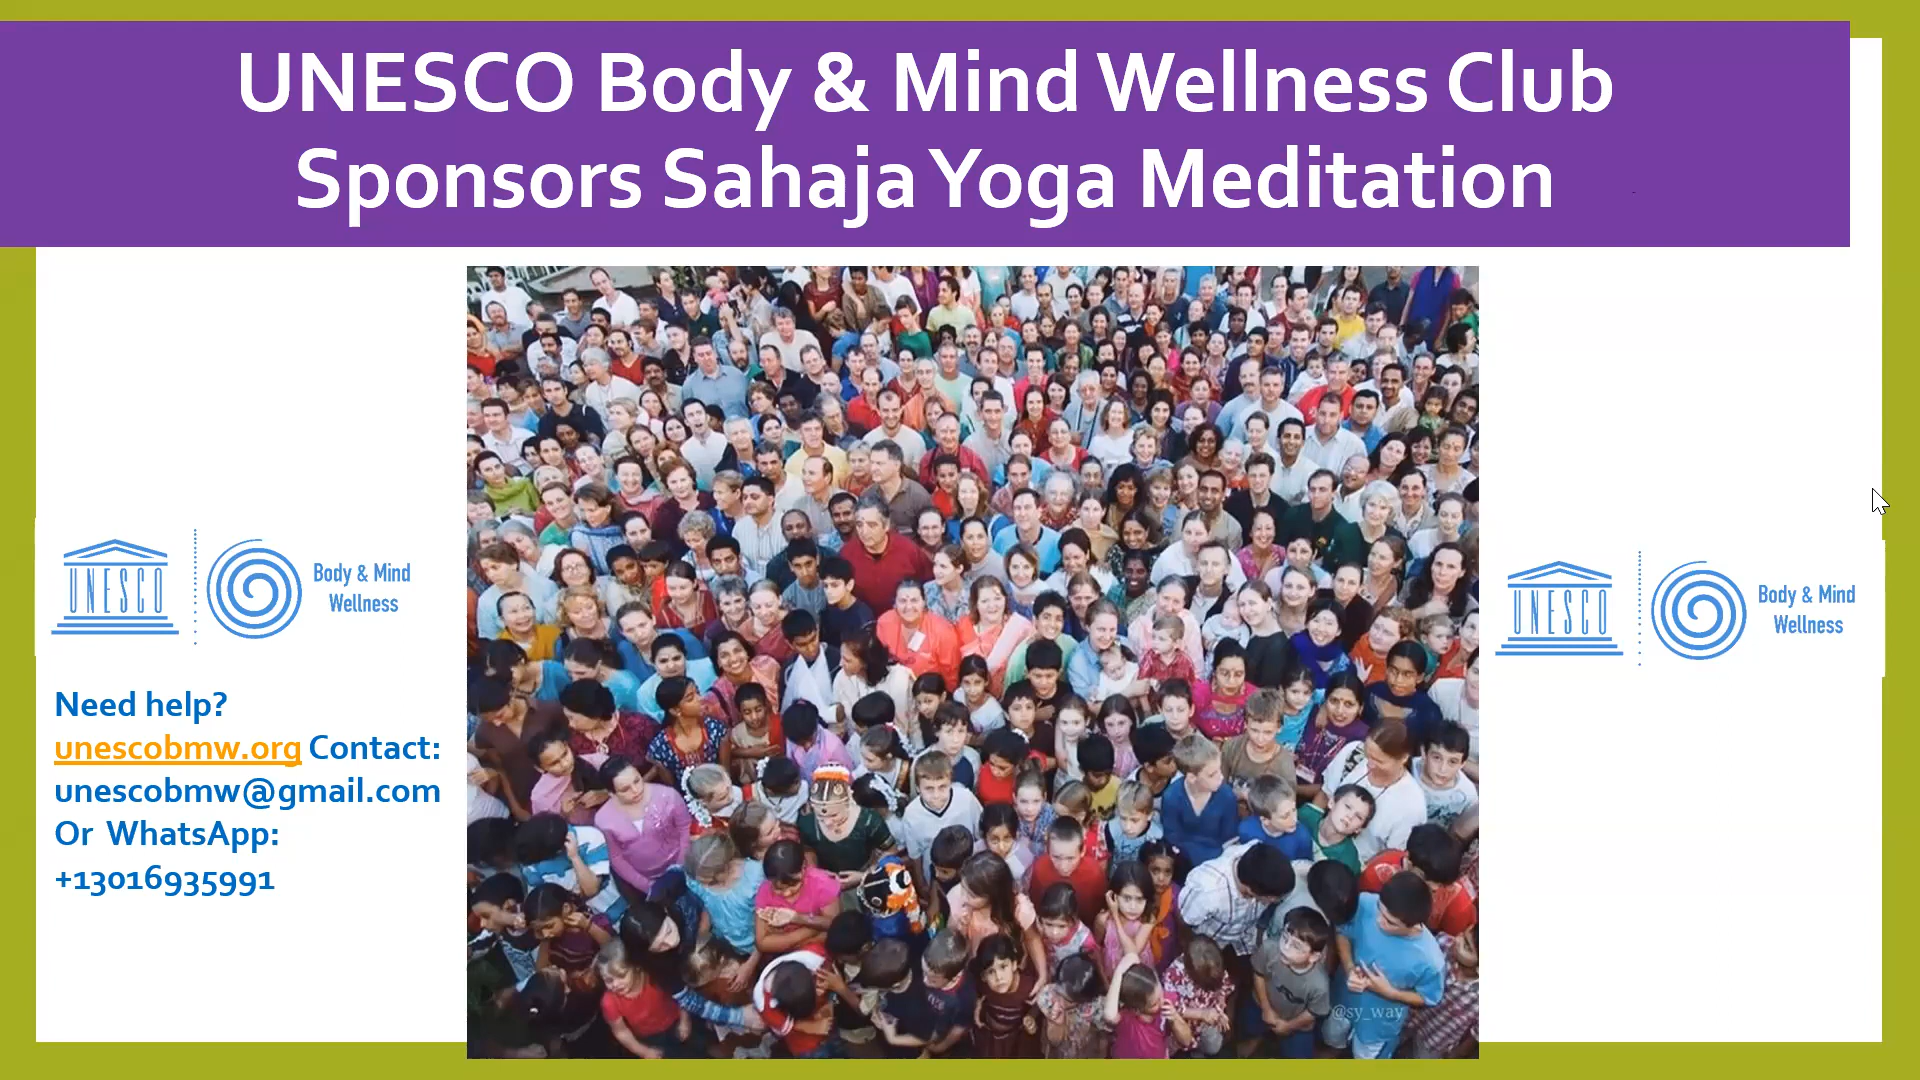 UNESCO Body & Mind Wellness Club
Sponsors Sahaja Yoga Meditation
UNESCO
Body & Mind
Wellness
Need help?
unescobmw.org Contact:
unescobmw@gmail.com
Or WhatsApp:
+13016935991
UNESCO
Body & Mind
Wellness
@sy_way